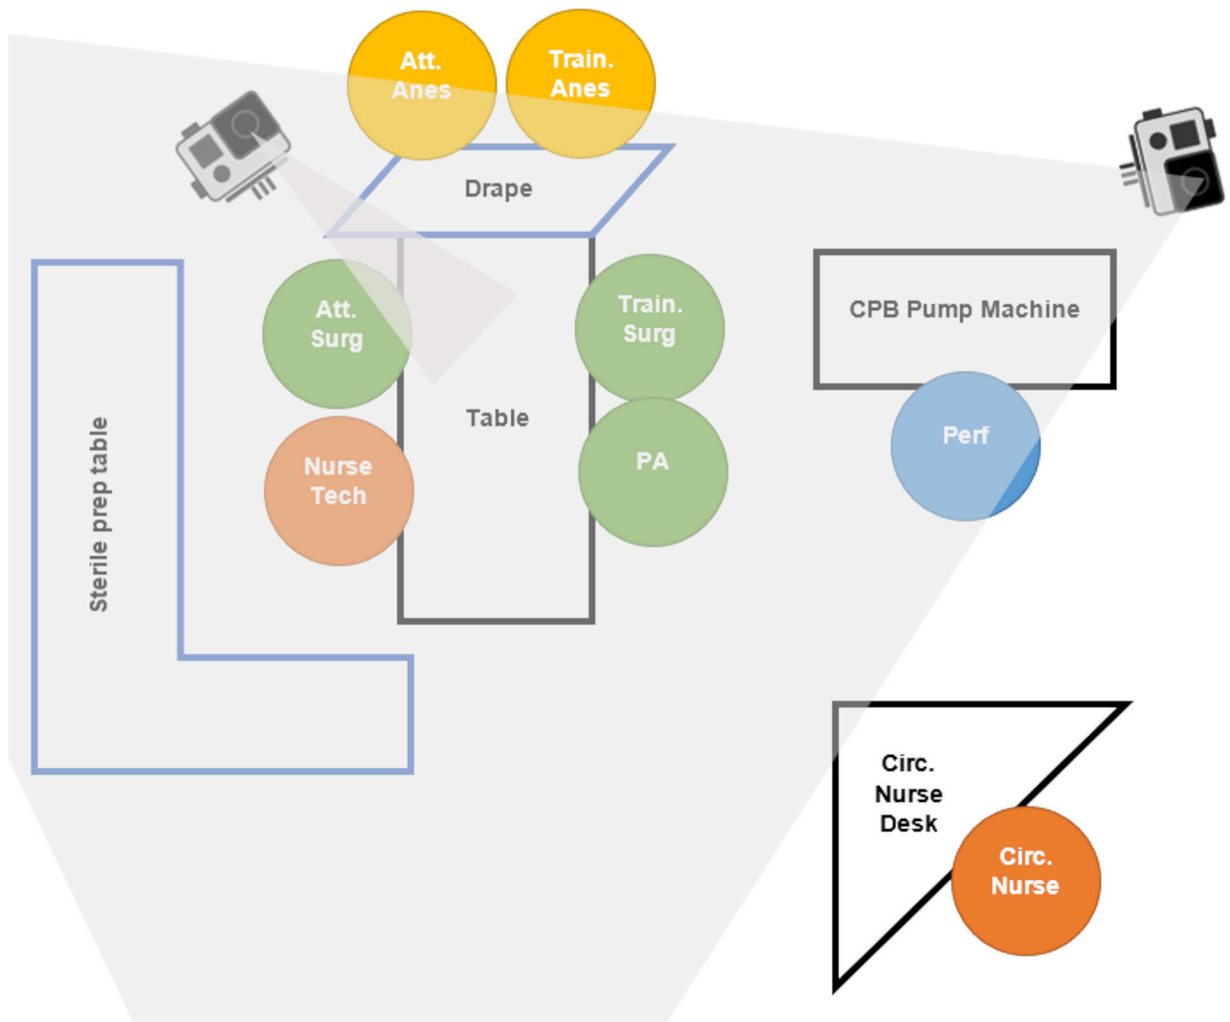 Att.
Anes
Train.
Anes
Drape
Att.
Surg
Train.
Surg
CPB Pump Machine
Table
Perf
Nurse
Tech
PA
Sterile prep table
Circ.
Nurse
Desk
Circ.
Nurse